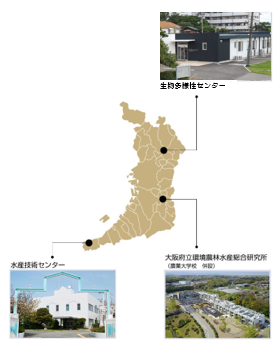 生物多様性センター
水産技術センター
大阪府立環境農林水産総合研究所
(農業大学校 併設)